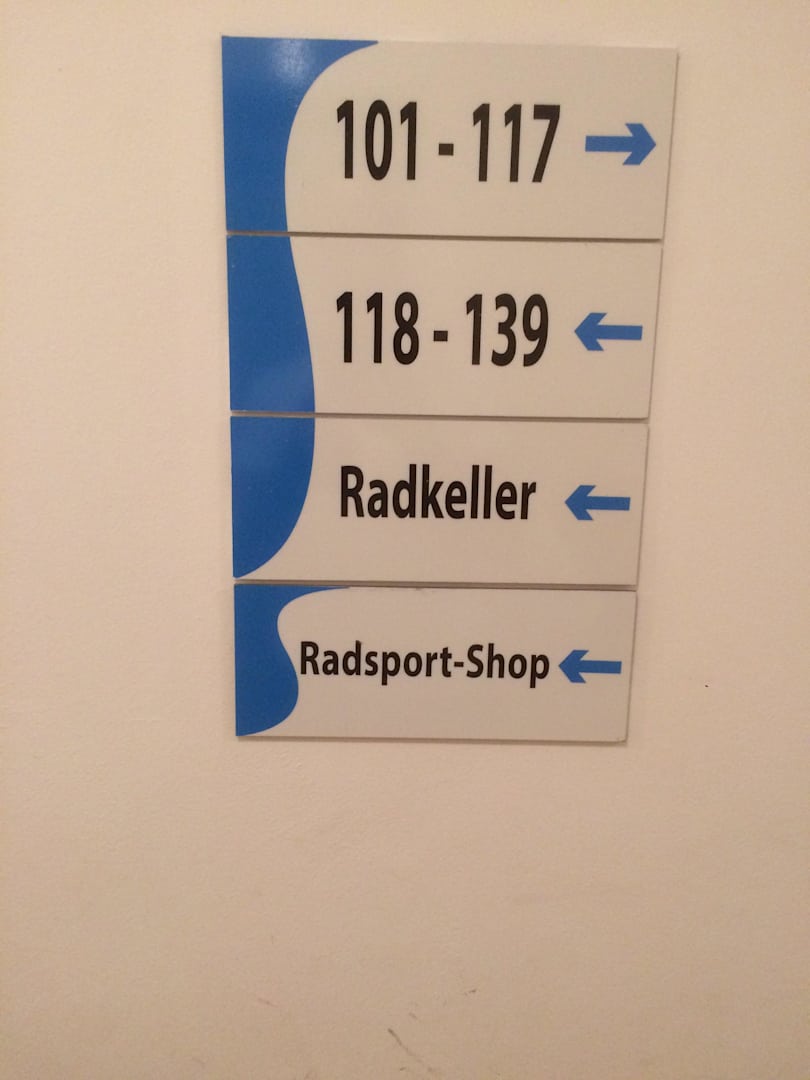 101 - 117
118 - 139
Radkeller
Radsport-Shop